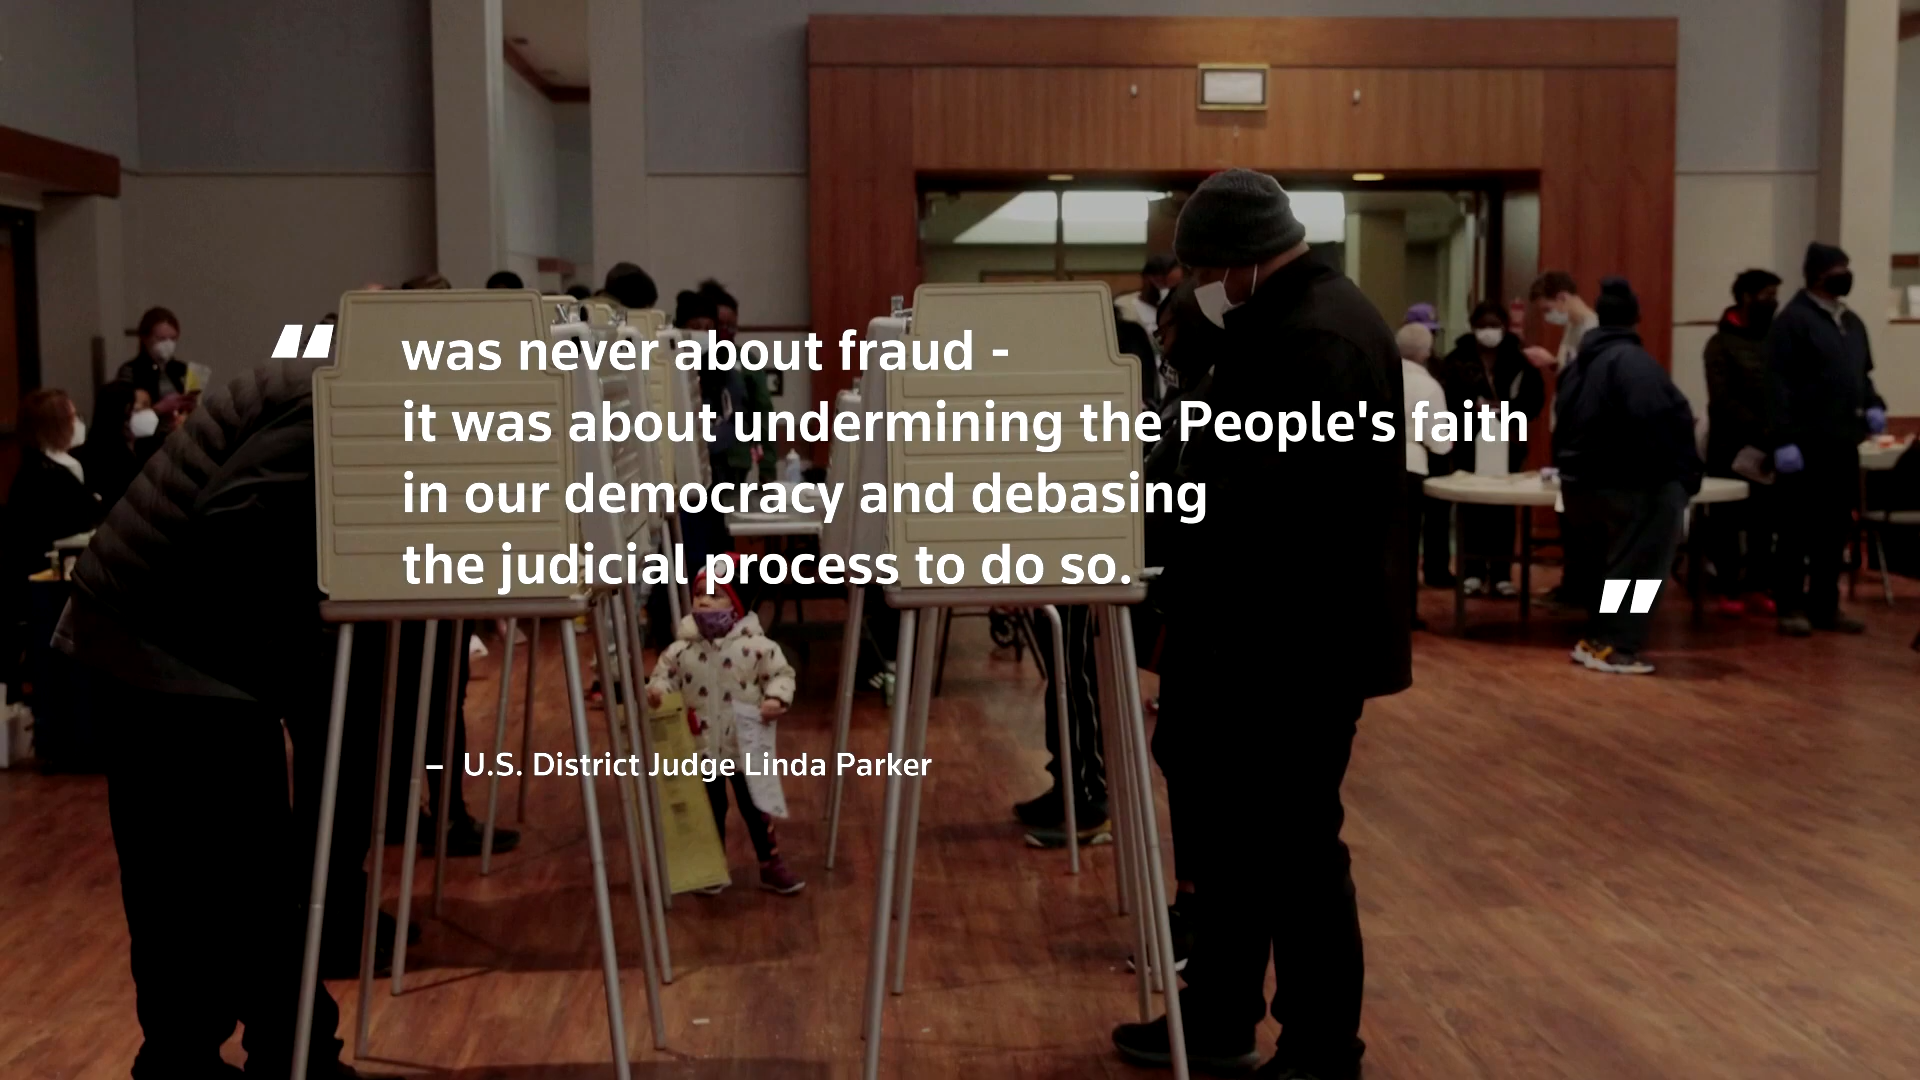 “ was never about fraud -
it was about undermining the People's faith
in our democracy and debasing
the judicial process to do so. ”
– U.S. District Judge Linda Parker